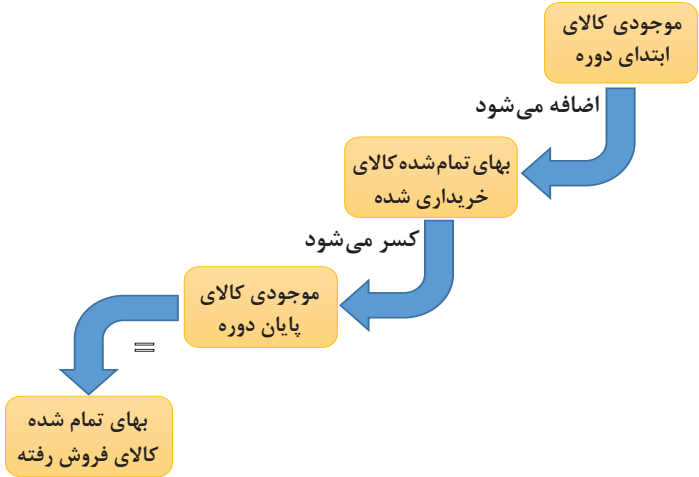 موجودی کالای
ابتدای دوره
اضافه می‌شود
بهای تمام‌شده کالای
خریداری شده
کسر می‌شود
موجودی کالای
پایان دوره
=
بهای تمام شده
کالای فروش رفته